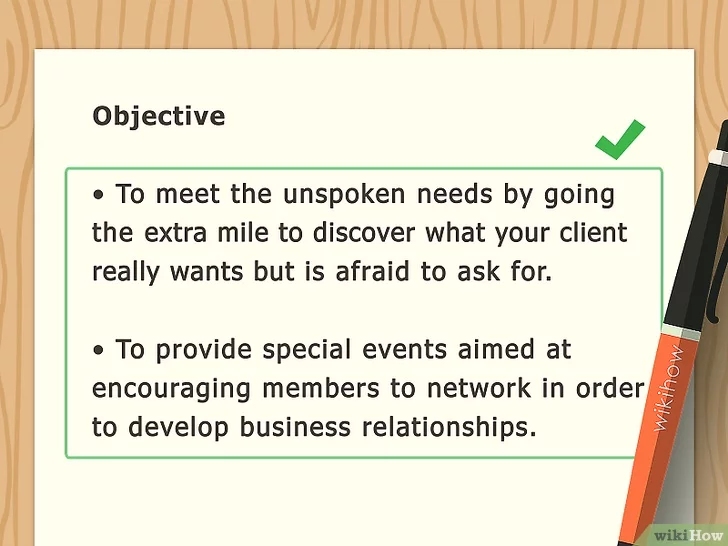 Objective
• To meet the unspoken needs by going
the extra mile to discover what your client
really wants but is afraid to ask for.
• To provide special events aimed at
encouraging members to network in order
to develop business relationships.
wikihow
wikiHow